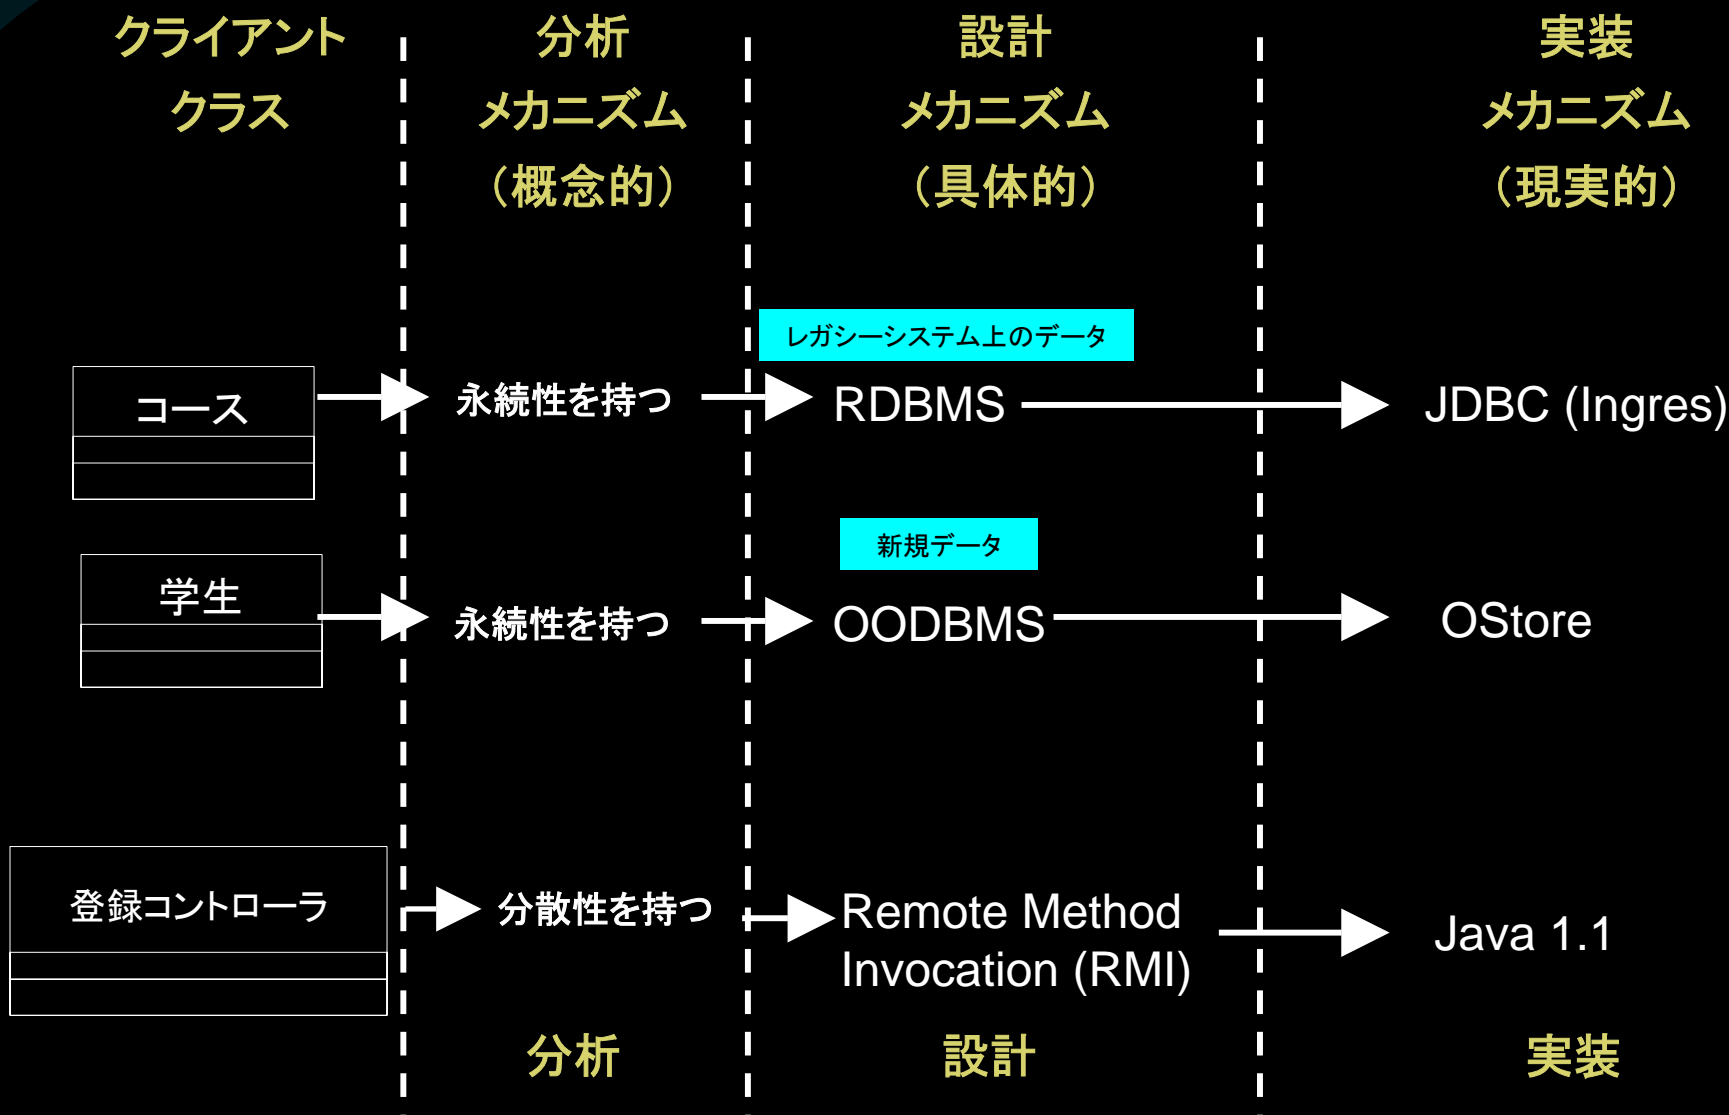 クライアント
クラス
分析
メカニズム
（概念的）
設計
メカニズム
（具体的）
実装
メカニズム
（現実的）
レガシーシステム上のデータ
コース
永続性を持つ
RDBMS
JDBC (Ingres)
新規データ
学生
永続性を持つ
OODBMS
OStore
登録コントローラ
分散性を持つ
Remote Method
Invocation (RMI)
Java 1.1
分析
設計
実装